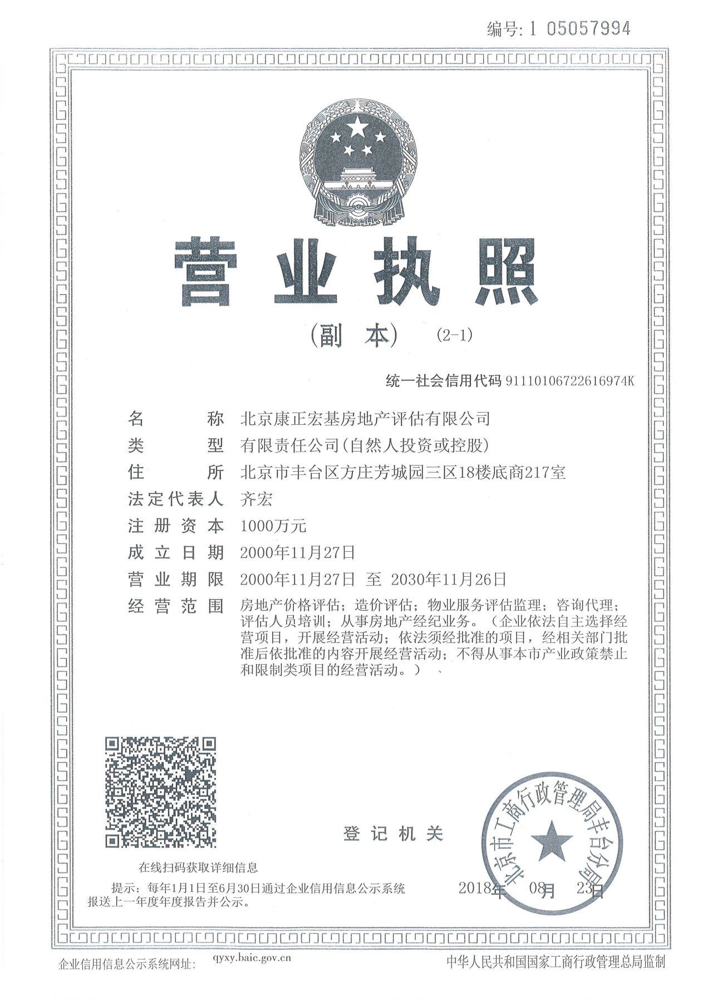 编号: 1 05057994
营业执照
(副 本) (2-1)
统一社会信用代码 91110106722616974K
名称 北京康正宏基房地产评估有限公司
类型 有限责任公司(自然人投资或控股)
住所 北京市丰台区方庄芳城园三区18楼底商217室
法定代表人 齐宏
注册资本 1000万元
成立日期 2000年11月27日
营业期限 2000年11月27日 至 2030年11月26日
经营范围 房地产价格评估；造价评估；物业服务评估监理；咨询代理；
评估人员培训；从事房地产经纪业务。（企业依法自主选择经
营项目，开展经营活动；依法须经批准的项目，经相关部门批
准后依批准的内容开展经营活动；不得从事本市产业政策禁止
和限制类项目的经营活动。）
北京市工商行政管理局丰台分局
登记机关
在线扫码获取详细信息
提示：每年1月1日至6月30日通过企业信用信息公示系统
报送上一年度年度报告并公示。
2018年 08月 23日
企业信用信息公示系统网址： qyxy.baic.gov.cn
中华人民共和国国家工商行政管理总局监制